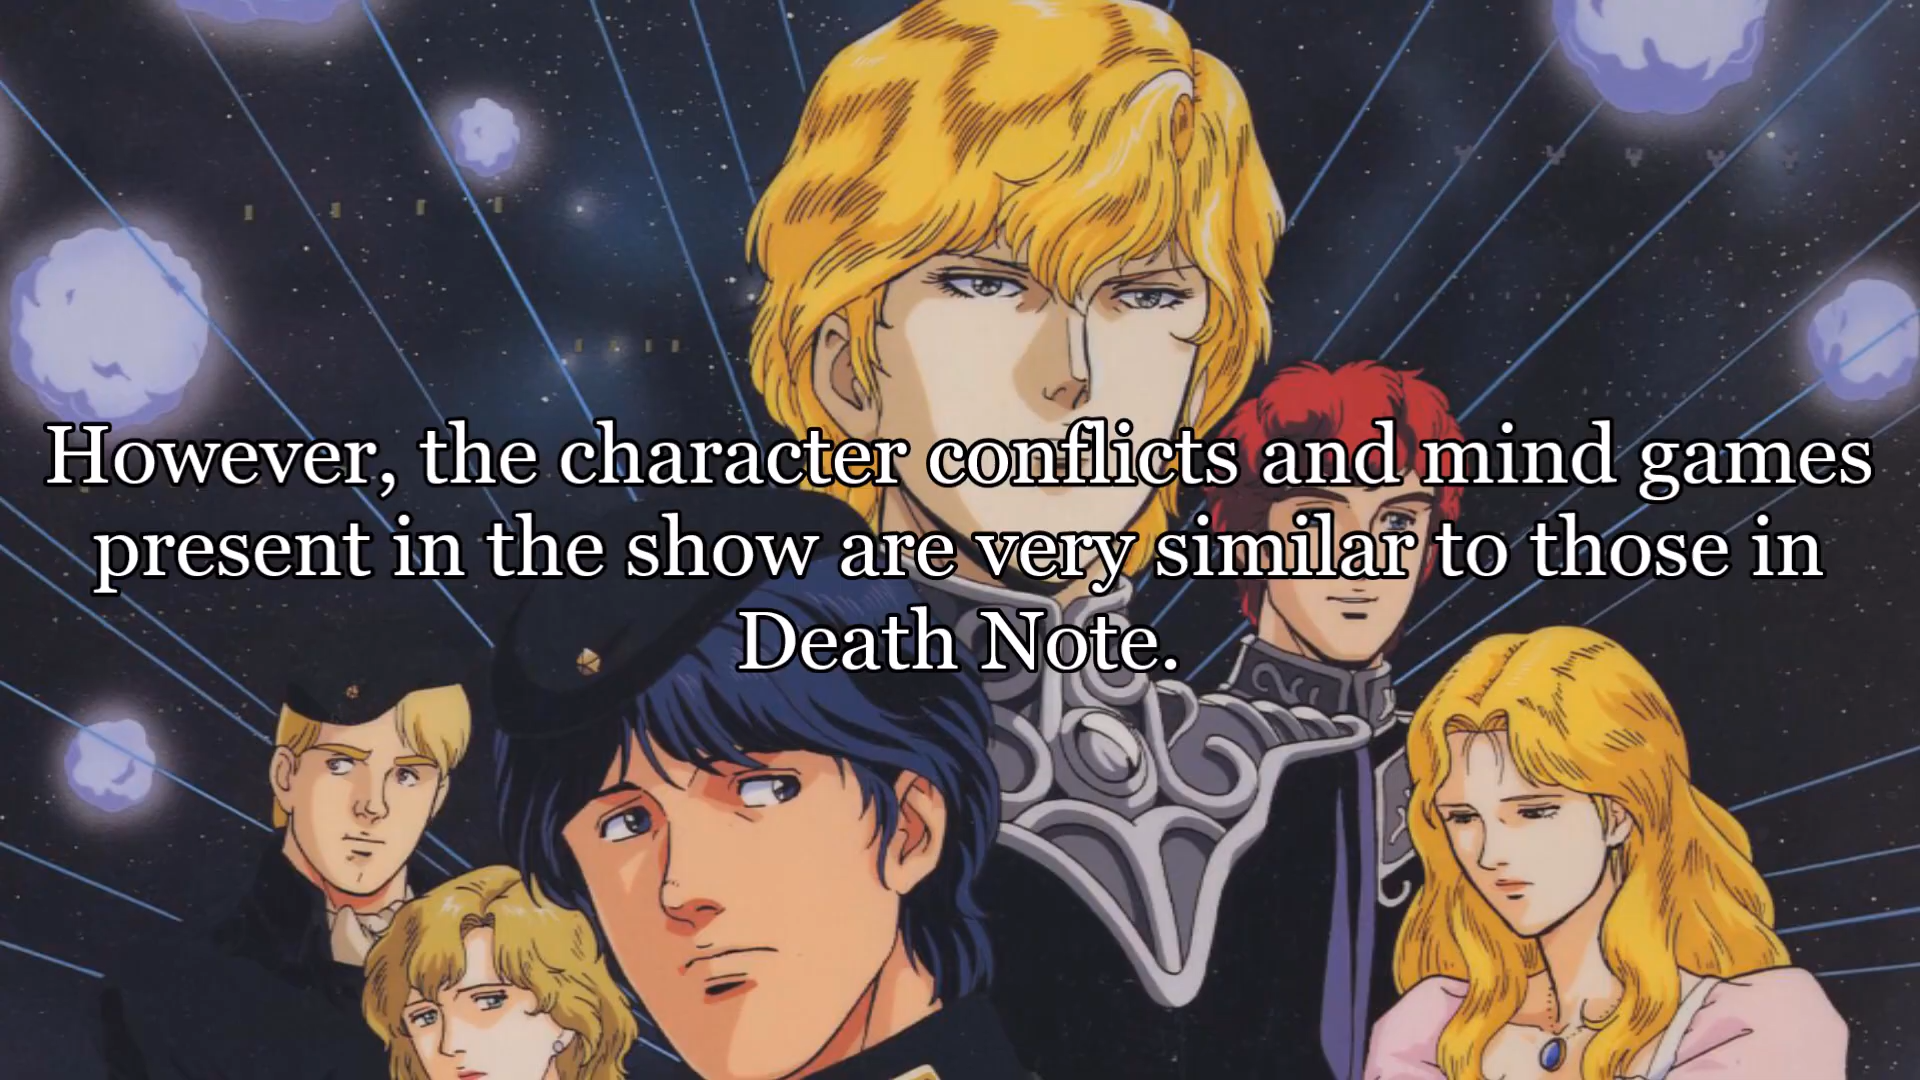 However, the character conflicts and mind games
present in the show are very similar to those in
Death Note.